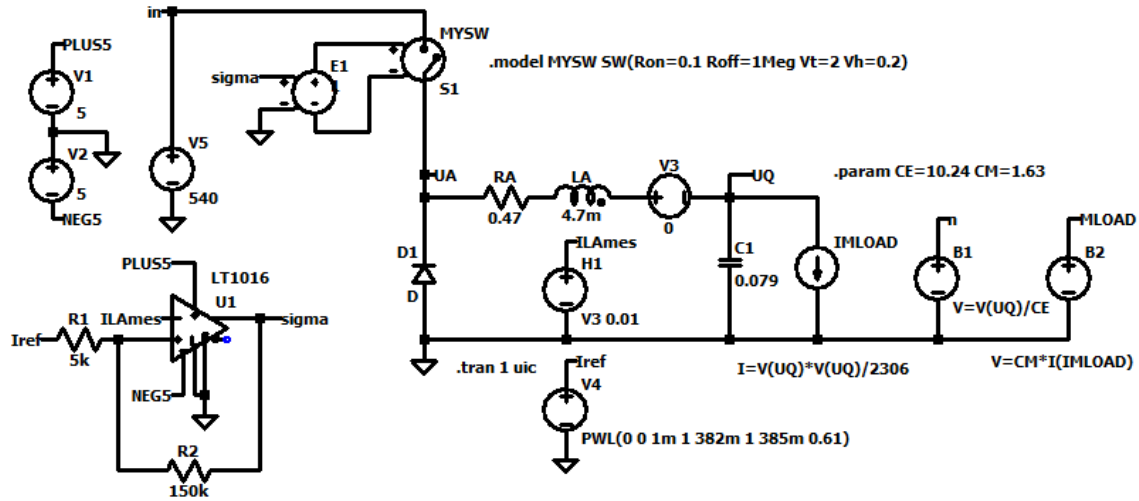 in
MYSW
.model MYSW SW(Ron=0.1 Roff=1Meg Vt=2 Vh=0.2)
PLUS5
V1
5
sigma
E1
S1
V2
5
NEG5
V5
540
UA
RA
0.47
LA
4.7m
V3
0
UQ
.param CE=10.24 CM=1.63
PLUS5
LT1016
U1
D1
D
ILAmes
H1
V3 0.01
C1
0.079
IMLOAD
n
B1
V=V(UQ)/CE
MLOAD
B2
R1
Iref
5k
ILAmes
sigma
NEG5
R2
150k
.tran 1 uic
Iref
V4
PWL(0 0 1m 1 382m 1 385m 0.61)
I=V(UQ)*V(UQ)/2306
V=CM*I(IMLOAD)